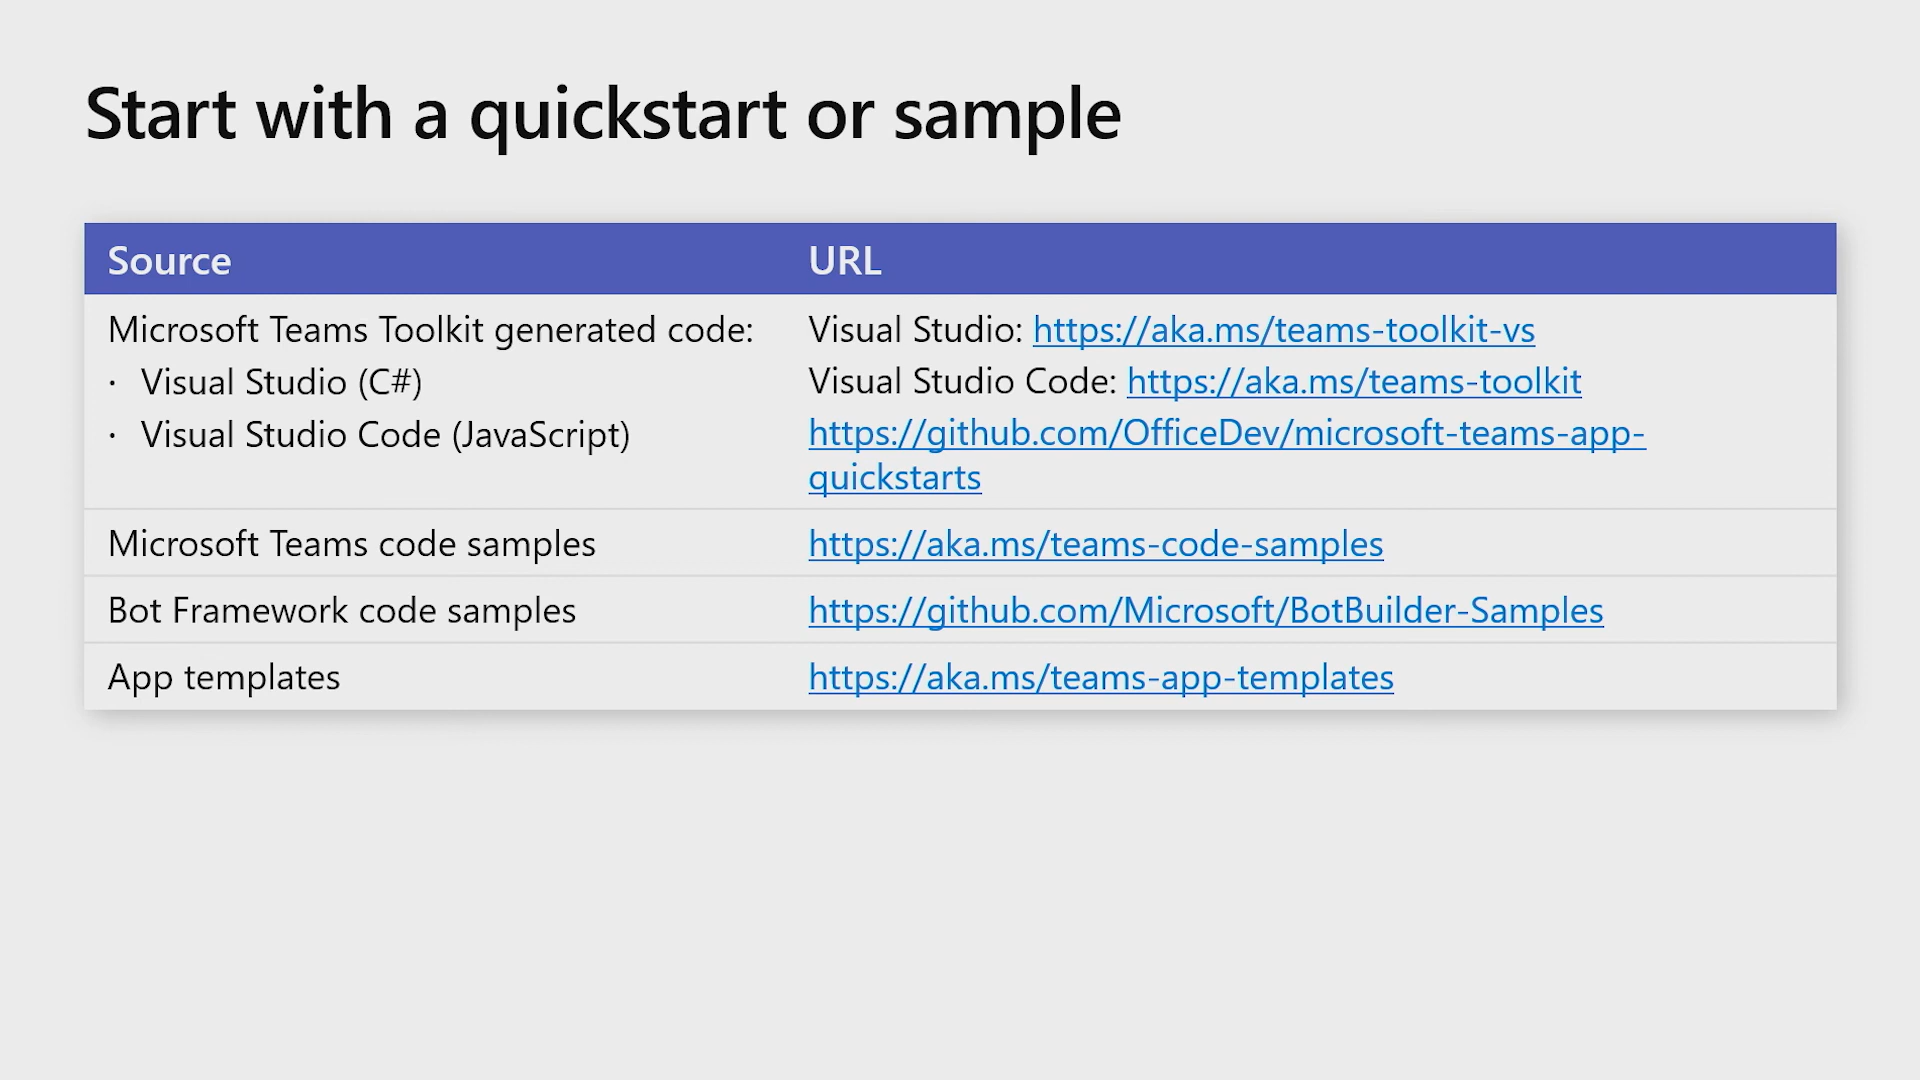 Start with a quickstart or sample
Source
URL
Microsoft Teams Toolkit generated code:
· Visual Studio (C#)
· Visual Studio Code (JavaScript)
Visual Studio: https://aka.ms/teams-toolkit-vs
Visual Studio Code: https://aka.ms/teams-toolkit
https://github.com/OfficeDev/microsoft-teams-app-
quickstarts
Microsoft Teams code samples
https://aka.ms/teams-code-samples
Bot Framework code samples
https://github.com/Microsoft/BotBuilder-Samples
App templates
https://aka.ms/teams-app-templates